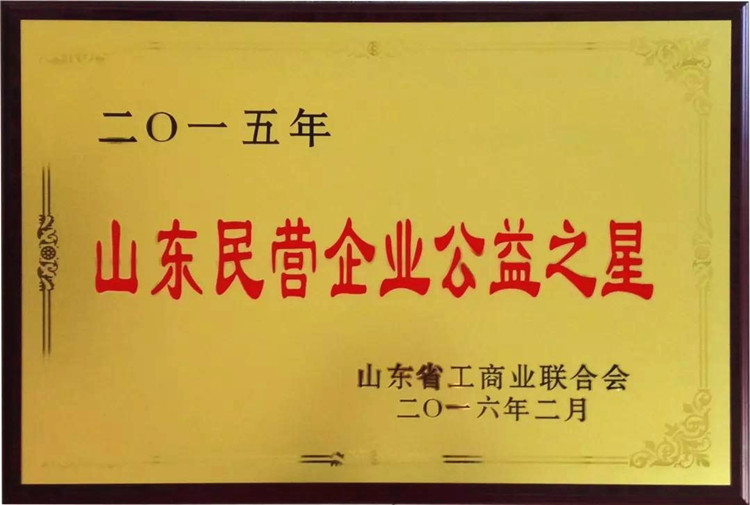 二〇一五年
山东民营企业公益之星
山东省工商业联合会
二〇一六年二月